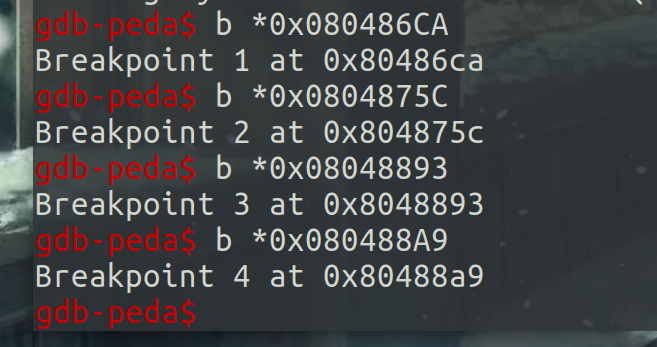 gdb-peda$ b *0x080486CA
Breakpoint 1 at 0x80486ca
gdb-peda$ b *0x0804875C
Breakpoint 2 at 0x804875c
gdb-peda$ b *0x08048893
Breakpoint 3 at 0x8048893
gdb-peda$ b *0x080488A9
Breakpoint 4 at 0x80488a9
gdb-peda$